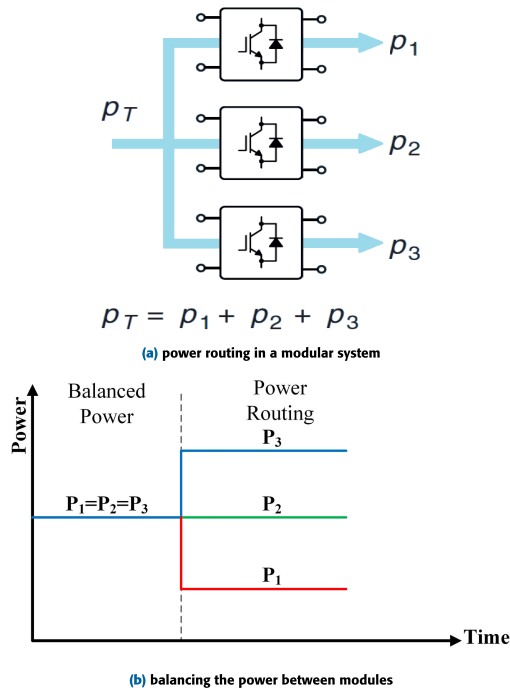 p1
pT
p2
p3
pT = p1 + p2 + p3
(a) power routing in a modular system
Balanced
Power
Power
Routing
Power
P3
P1=P2=P3
P2
P1
Time
(b) balancing the power between modules